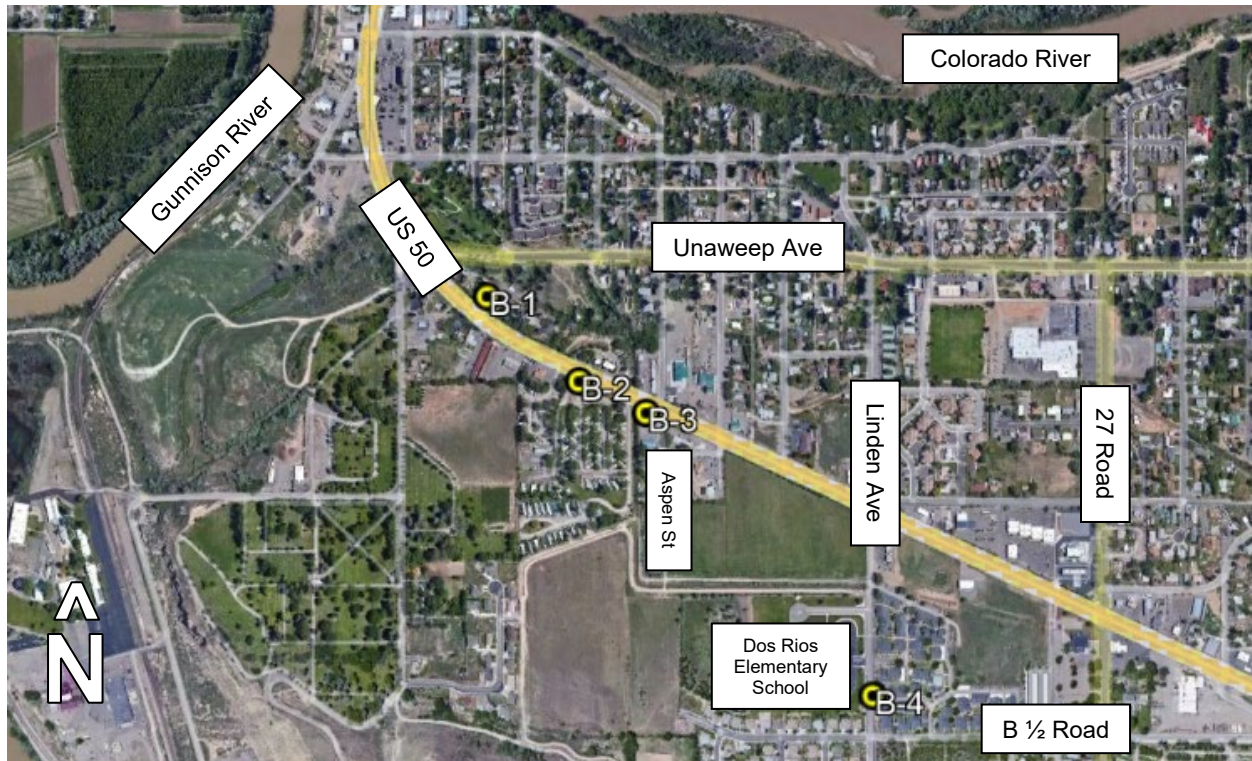 Colorado River
Gunnison River
US 50
Unaweep Ave
B-1
B-2
B-3
Linden Ave
27 Road
Aspen St
^
N
Dos Rios
Elementary
School
B-4
B ½ Road